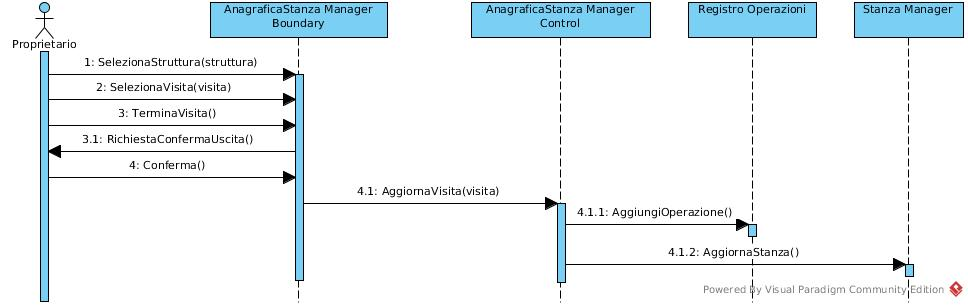 AnagraficaStanza Manager
Boundary
AnagraficaStanza Manager
Control
Registro Operazioni
Stanza Manager
Proprietario
1: SelezionaStruttura(struttura)
2: SelezionaVisita(visita)
3: TerminaVisita()
3.1: RichiestaConfermaUscita()
4: Conferma()
4.1: AggiornaVisita(visita)
4.1.1: AggiungiOperazione()
4.1.2: AggiornaStanza()
Powered By Visual Paradigm Community Edition